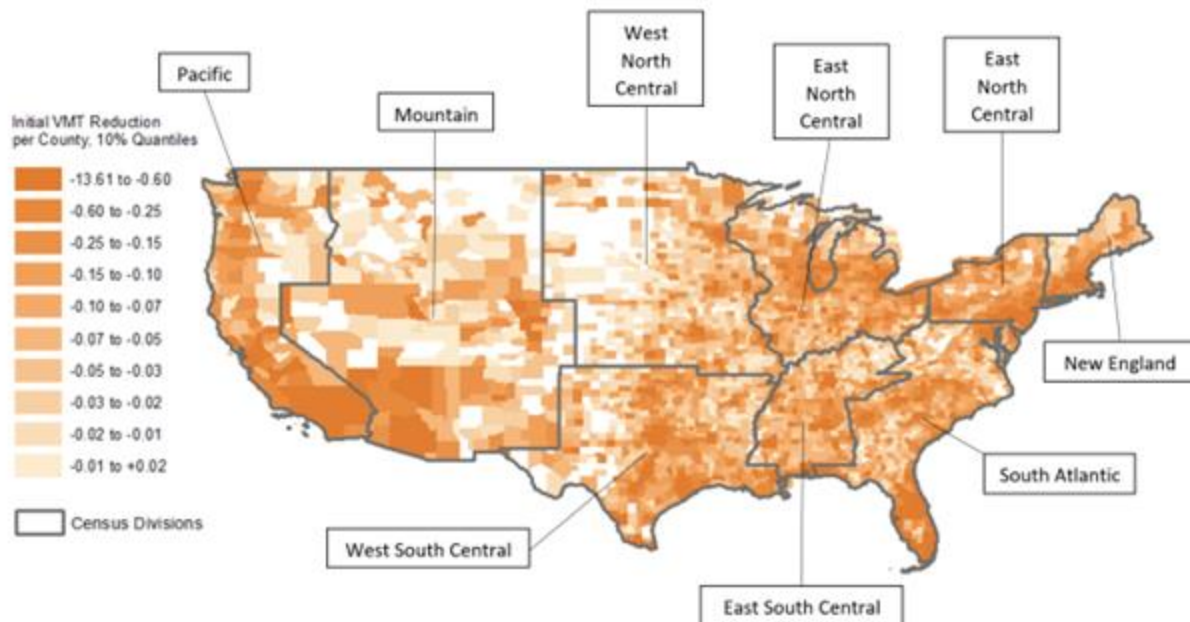 West
North
Central
East
North
Central
East
North
Central
Pacific
Mountain
Initial VMT Reduction
per County, 10% Quantiles
-13.61 to -0.60
-0.60 to -0.25
-0.25 to -0.15
-0.15 to -0.10
-0.10 to -0.07
-0.07 to -0.05
-0.05 to -0.03
-0.03 to -0.02
-0.02 to -0.01
-0.01 to +0.02
Census Divisions
New England
South Atlantic
West South Central
East South Central